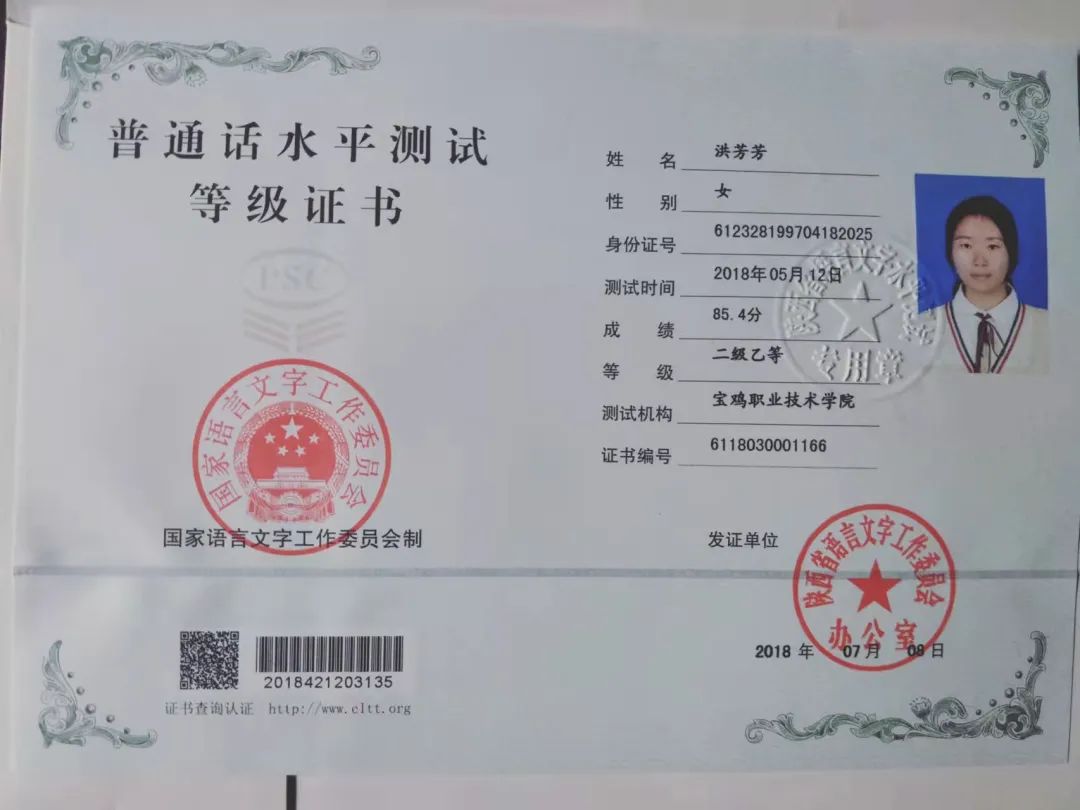 普通话水平测试
等级证书
PSC
国家语言文字工作委员会
国家语言文字工作委员会制
2018421203135
证书查询认证 http://www.cltt.org
姓 名 洪芳芳
性 别 女
身份证号 612328199704182025
测试时间 2018年05月12日
成 绩 85.4分
等 级 二级乙等
测试机构 宝鸡职业技术学院
证书编号 6118030001166
专用章
发证单位
陕西省语言文字工作委员会
办公室
2018 年 07月 08日